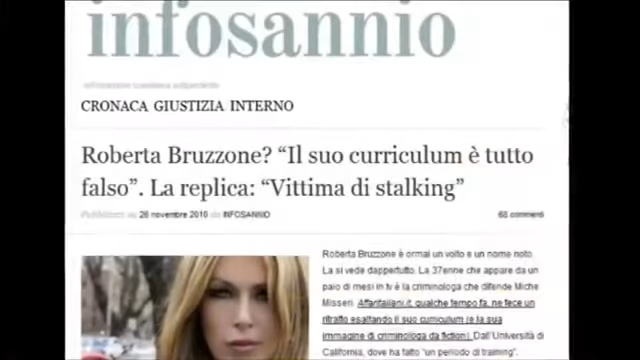 infosannio
CRONACA GIUSTIZIA INTERNO
Roberta Bruzzone? “Il suo curriculum è tutto
falso”. La replica: “Vittima di stalking”
Pubblicato su 26 novembre 2010 da INFOSANNIO
68 commenti
Roberta Bruzzone è ormai un volto e un nome noto.
La si vede dappertutto. La 37enne che appare da un
paio di mesi in tv è la criminologa che difende Miche
Misseri. Affaritaliani.it, qualche tempo fa, ne fece un
ritratto esaltando il suo curriculum (e la sua
immagine di criminologa da fiction). Dall'Università di
California, dove ha fatto "un periodo di training",